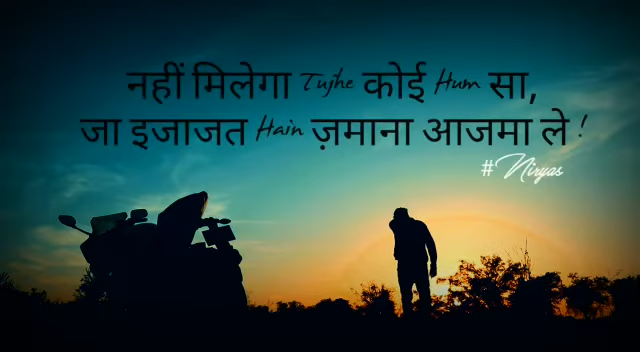 नहीं मिलेगा Tujhe कोई Hum सा,
जा इजाजत Hain ज़माना आजमा ले !
#Niryas